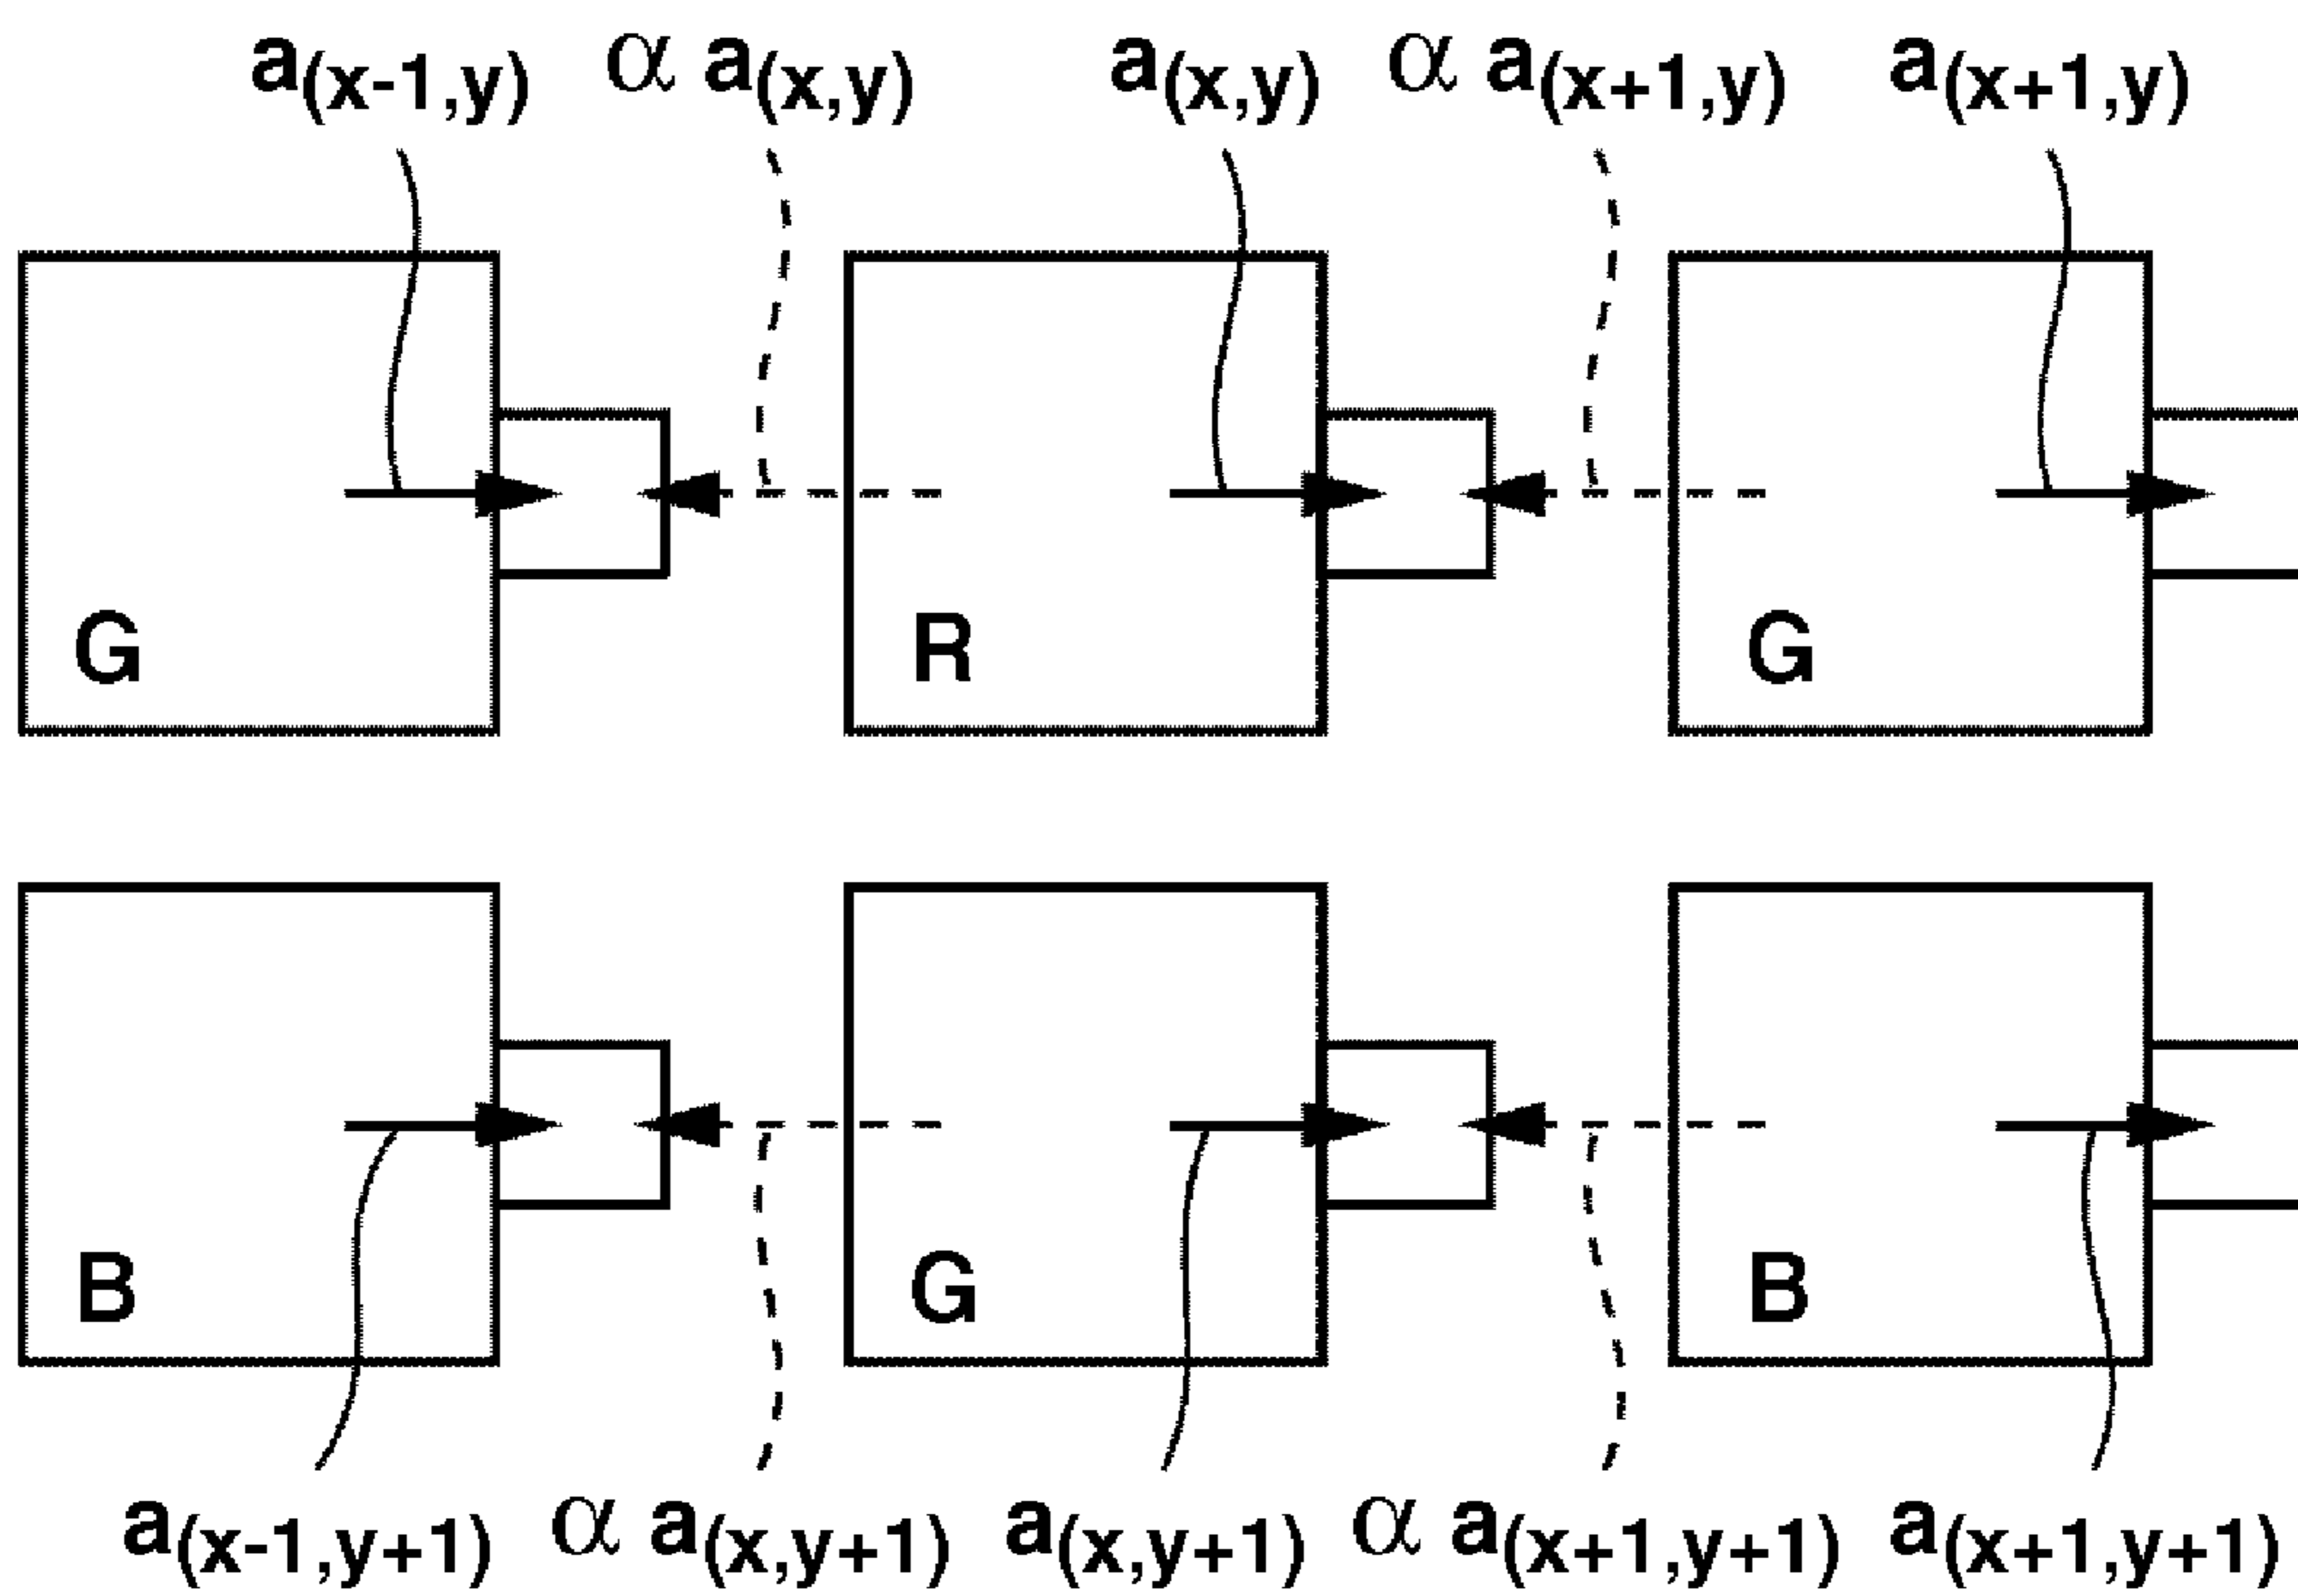 a(x-1,y) α a(x,y) a(x,y) α a(x+1,y) a(x+1,y)
G R G
B G B
a(x-1,y+1) α a(x,y+1) a(x,y+1) α a(x+1,y+1) a(x+1,y+1)